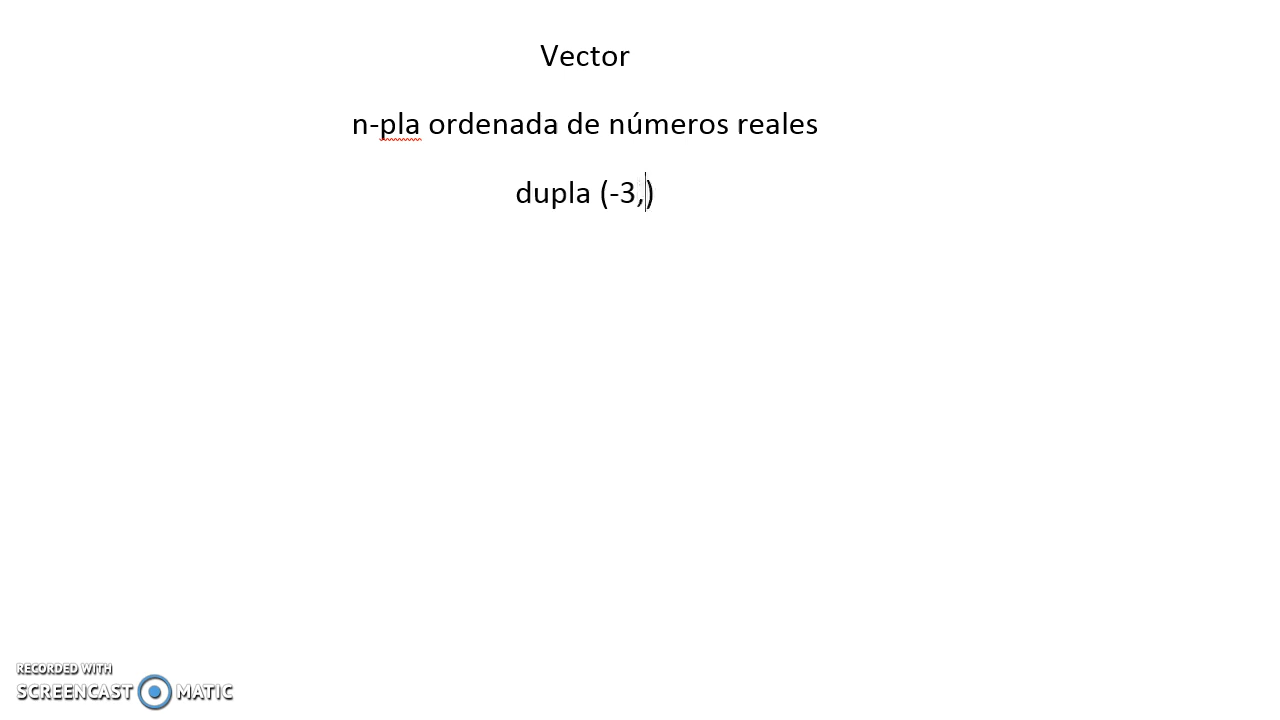 Vector
n-pla ordenada de números reales
dupla (-3,)
RECORDED WITH
SCREENCAST MATIC